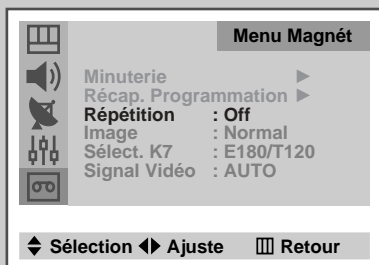 Menu Magnét
Minuterie ▶
Récap. Programmation ▶
Répétition : Off
Image : Normal
Sélect. K7 : E180/T120
Signal Vidéo : AUTO
Sélection Ajuste Retour